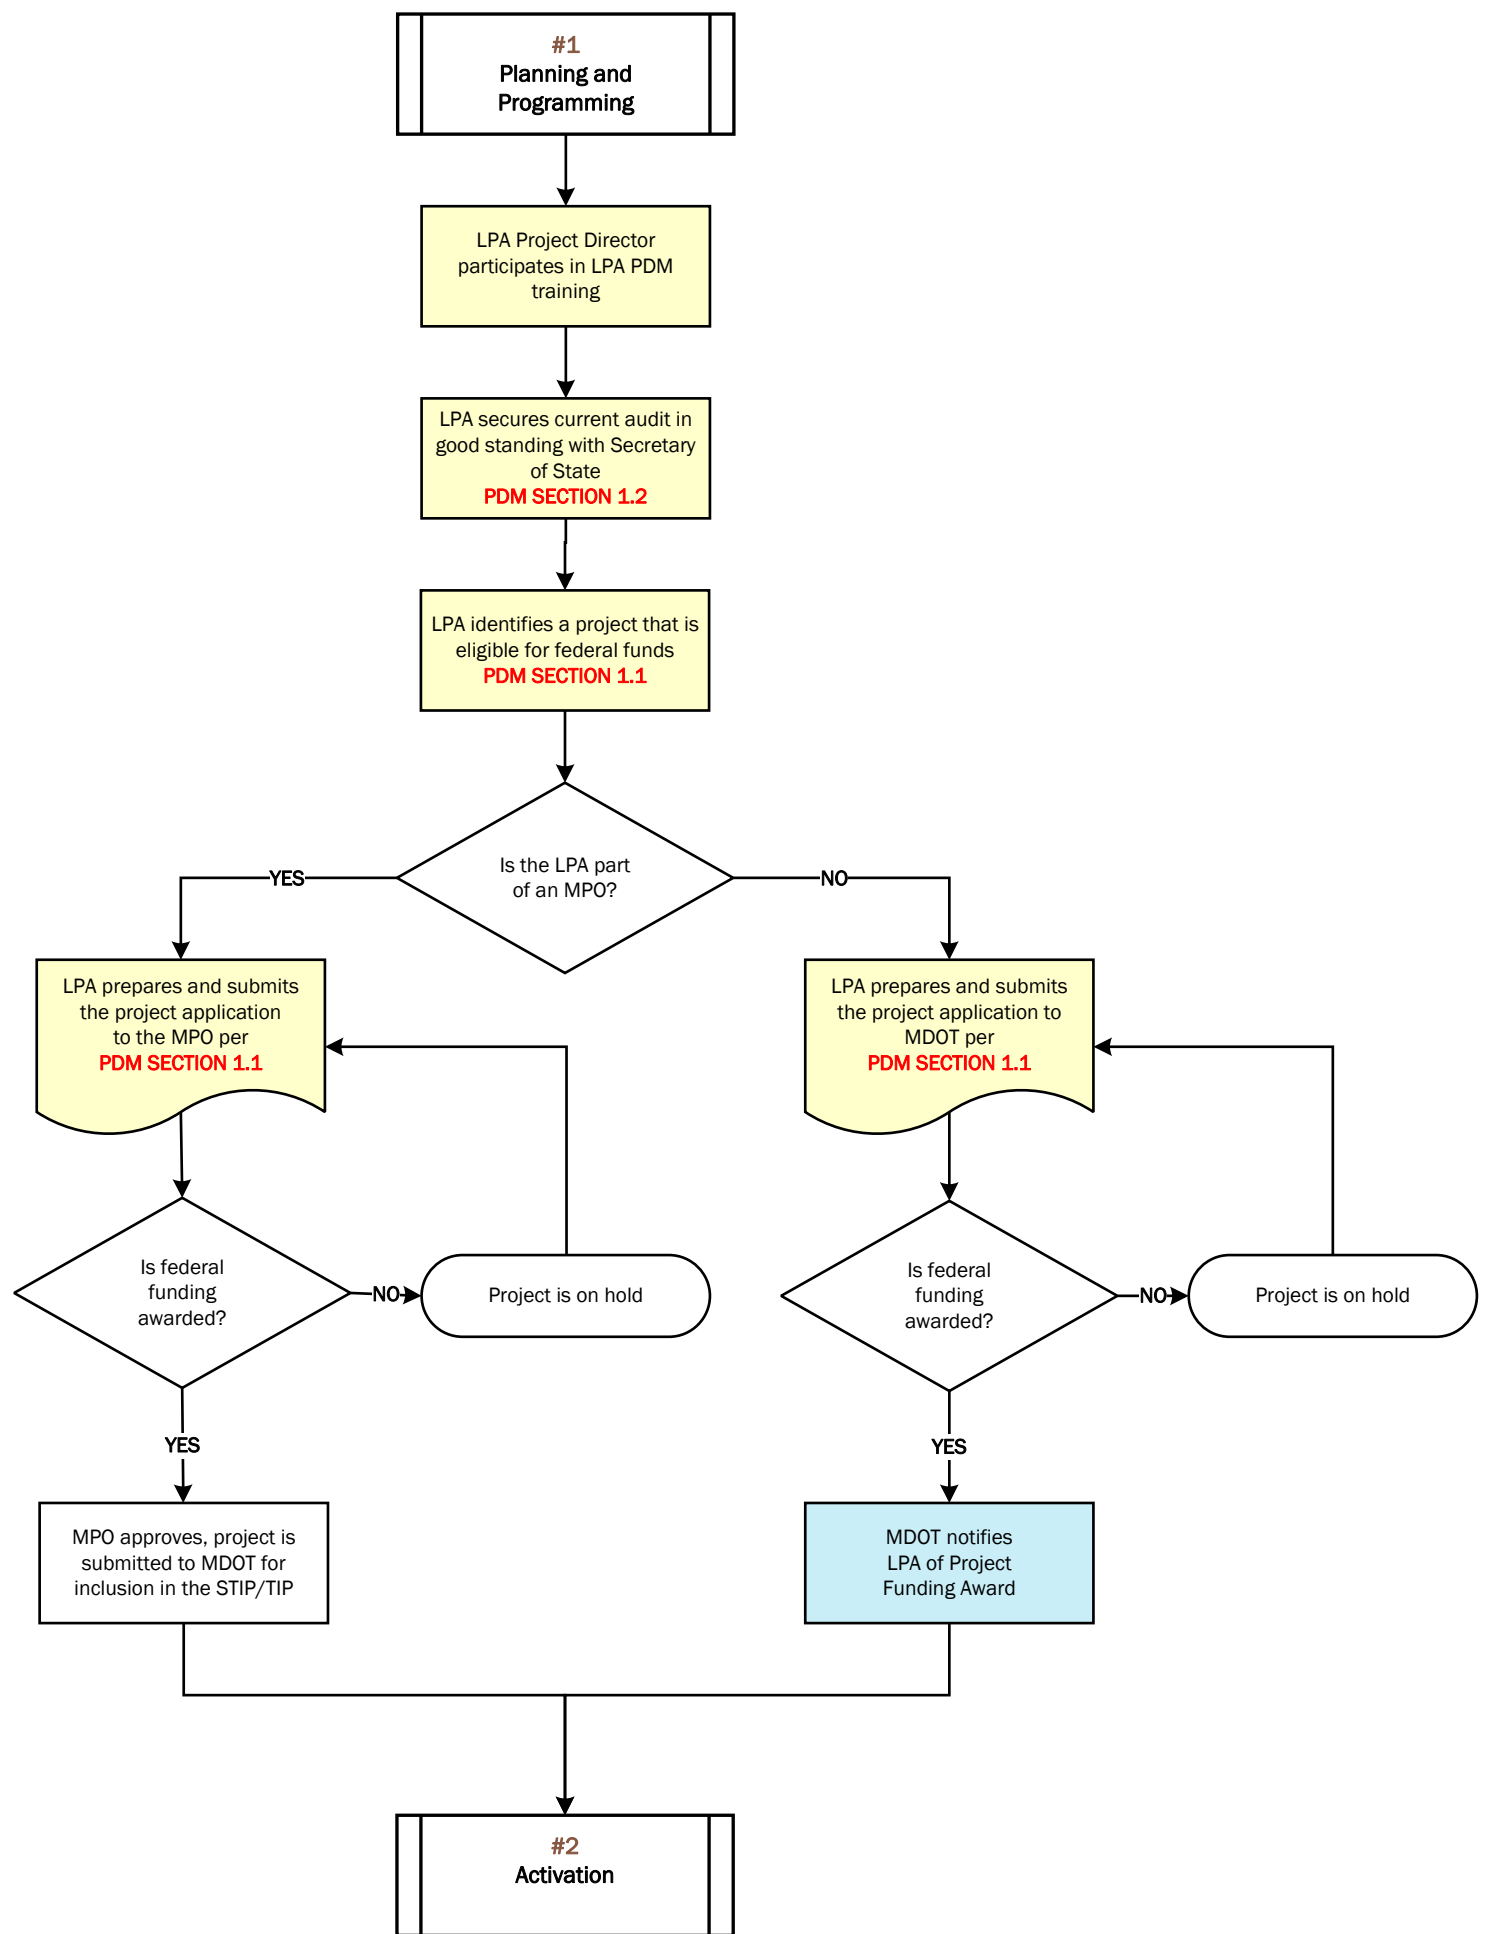 #1
Planning and
Programming
LPA Project Director
participates in LPA PDM
training
LPA secures current audit in
good standing with Secretary
of State
PDM SECTION 1.2
LPA identifies a project that is
eligible for federal funds
PDM SECTION 1.1
Is the LPA part
of an MPO?
YES
NO
LPA prepares and submits
the project application
to the MPO per
PDM SECTION 1.1
LPA prepares and submits
the project application to
MDOT per
PDM SECTION 1.1
Is federal
funding
awarded?
NO
Project is on hold
Is federal
funding
awarded?
NO
Project is on hold
YES
YES
MPO approves, project is
submitted to MDOT for
inclusion in the STIP/TIP
MDOT notifies
LPA of Project
Funding Award
#2
Activation